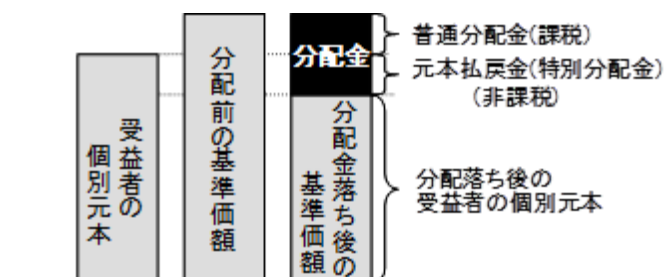 受益者の
個別元本
分配前の基準価額
分配金
分配金落ち後の
基準価額
普通分配金(課税)
元本払戻金(特別分配金)
(非課税)
分配落ち後の
受益者の個別元本